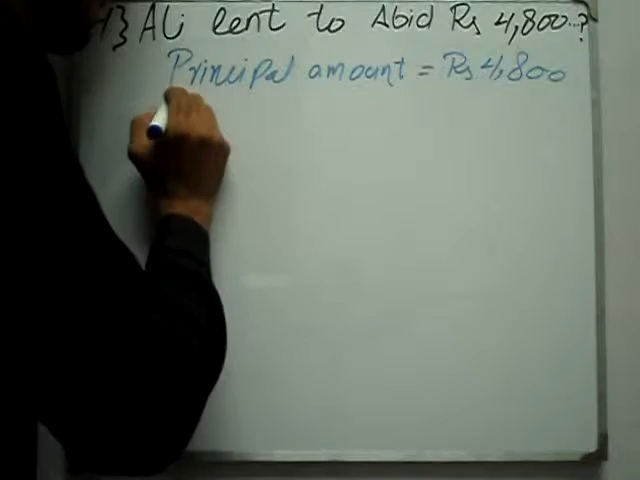 13 Ali lent to Abid Rs 4,800..?
Principal amount = Rs 4,800